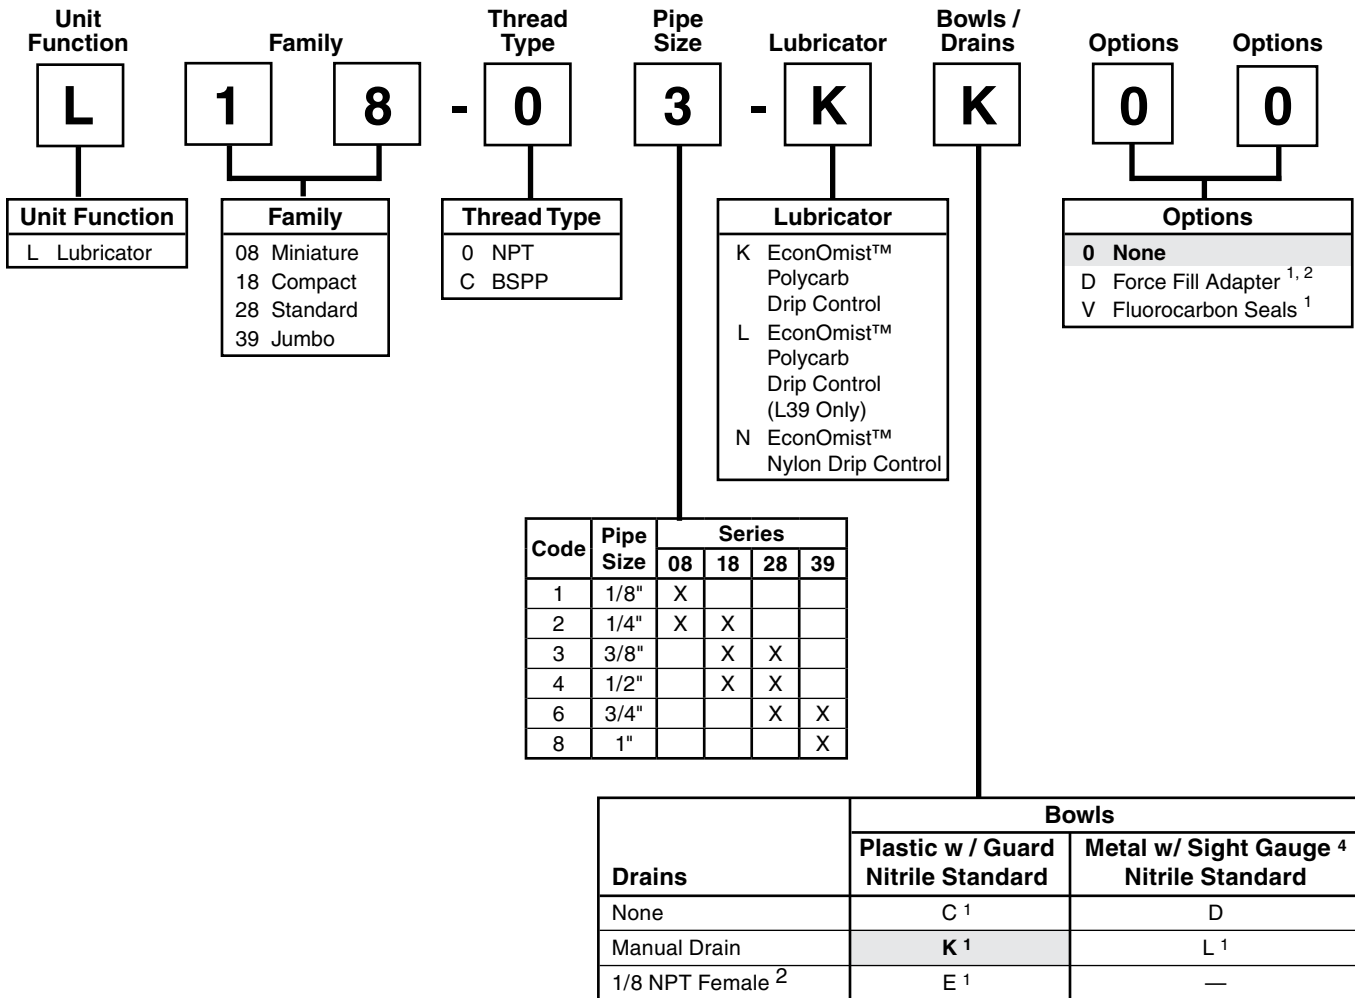 Unit Function
Family
Thread Type
Pipe Size
Lubricator
Bowls / Drains
Options
Options
L 1 8 - 0 3 - K K 0 0
Unit Function
L Lubricator
Family
08 Miniature
18 Compact
28 Standard
39 Jumbo
Thread Type
0 NPT
C BSPP
Lubricator
K EconOmist™
Polycarb
Drip Control
L EconOmist™
Polycarb
Drip Control
(L39 Only)
N EconOmist™
Nylon Drip Control
Options
0 None
D Force Fill Adapter 1, 2
V Fluorocarbon Seals 1
Code Pipe Size Series
08 18 28 39
1 1/8" X
2 1/4" X X
3 3/8" X X
4 1/2" X X
6 3/4" X X
8 1" X
Bowls
Drains
Plastic w / Guard
Nitrile Standard
Metal w/ Sight Gauge 4
Nitrile Standard
None C 1 D
Manual Drain K 1 L 1
1/8 NPT Female 2 E 1 —